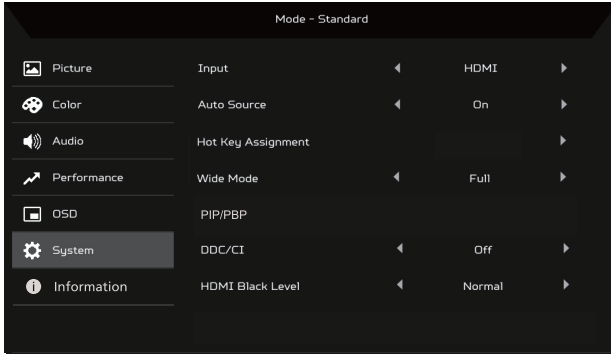 Mode - Standard
Picture
Input HDMI
Color
Auto Source On
Audio
Hot Key Assignment
Performance
Wide Mode Full
OSD
PIP/PBP
System
DDC/CI Off
Information
HDMI Black Level Normal